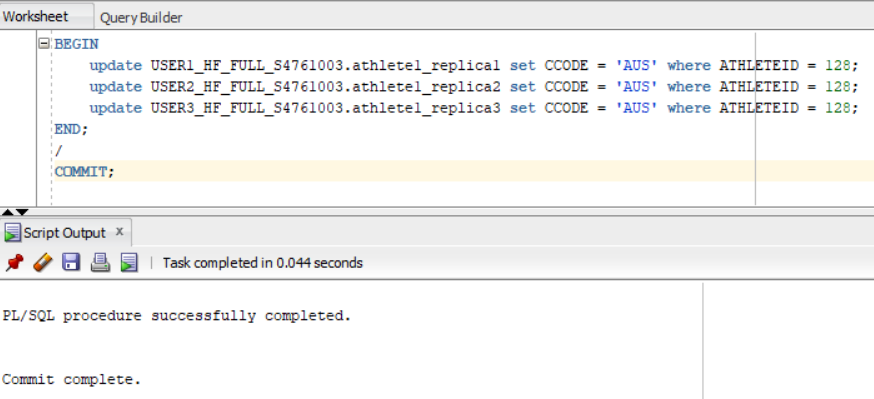 Worksheet Query Builder
BEGIN
update USER1_HF_FULL_S4761003.athlete1_replica1 set CCODE = 'AUS' where ATHLETEID = 128;
update USER2_HF_FULL_S4761003.athlete1_replica2 set CCODE = 'AUS' where ATHLETEID = 128;
update USER3_HF_FULL_S4761003.athlete1_replica3 set CCODE = 'AUS' where ATHLETEID = 128;
END;
/
COMMIT;
Script Output x
Task completed in 0.044 seconds
PL/SQL procedure successfully completed.
Commit complete.